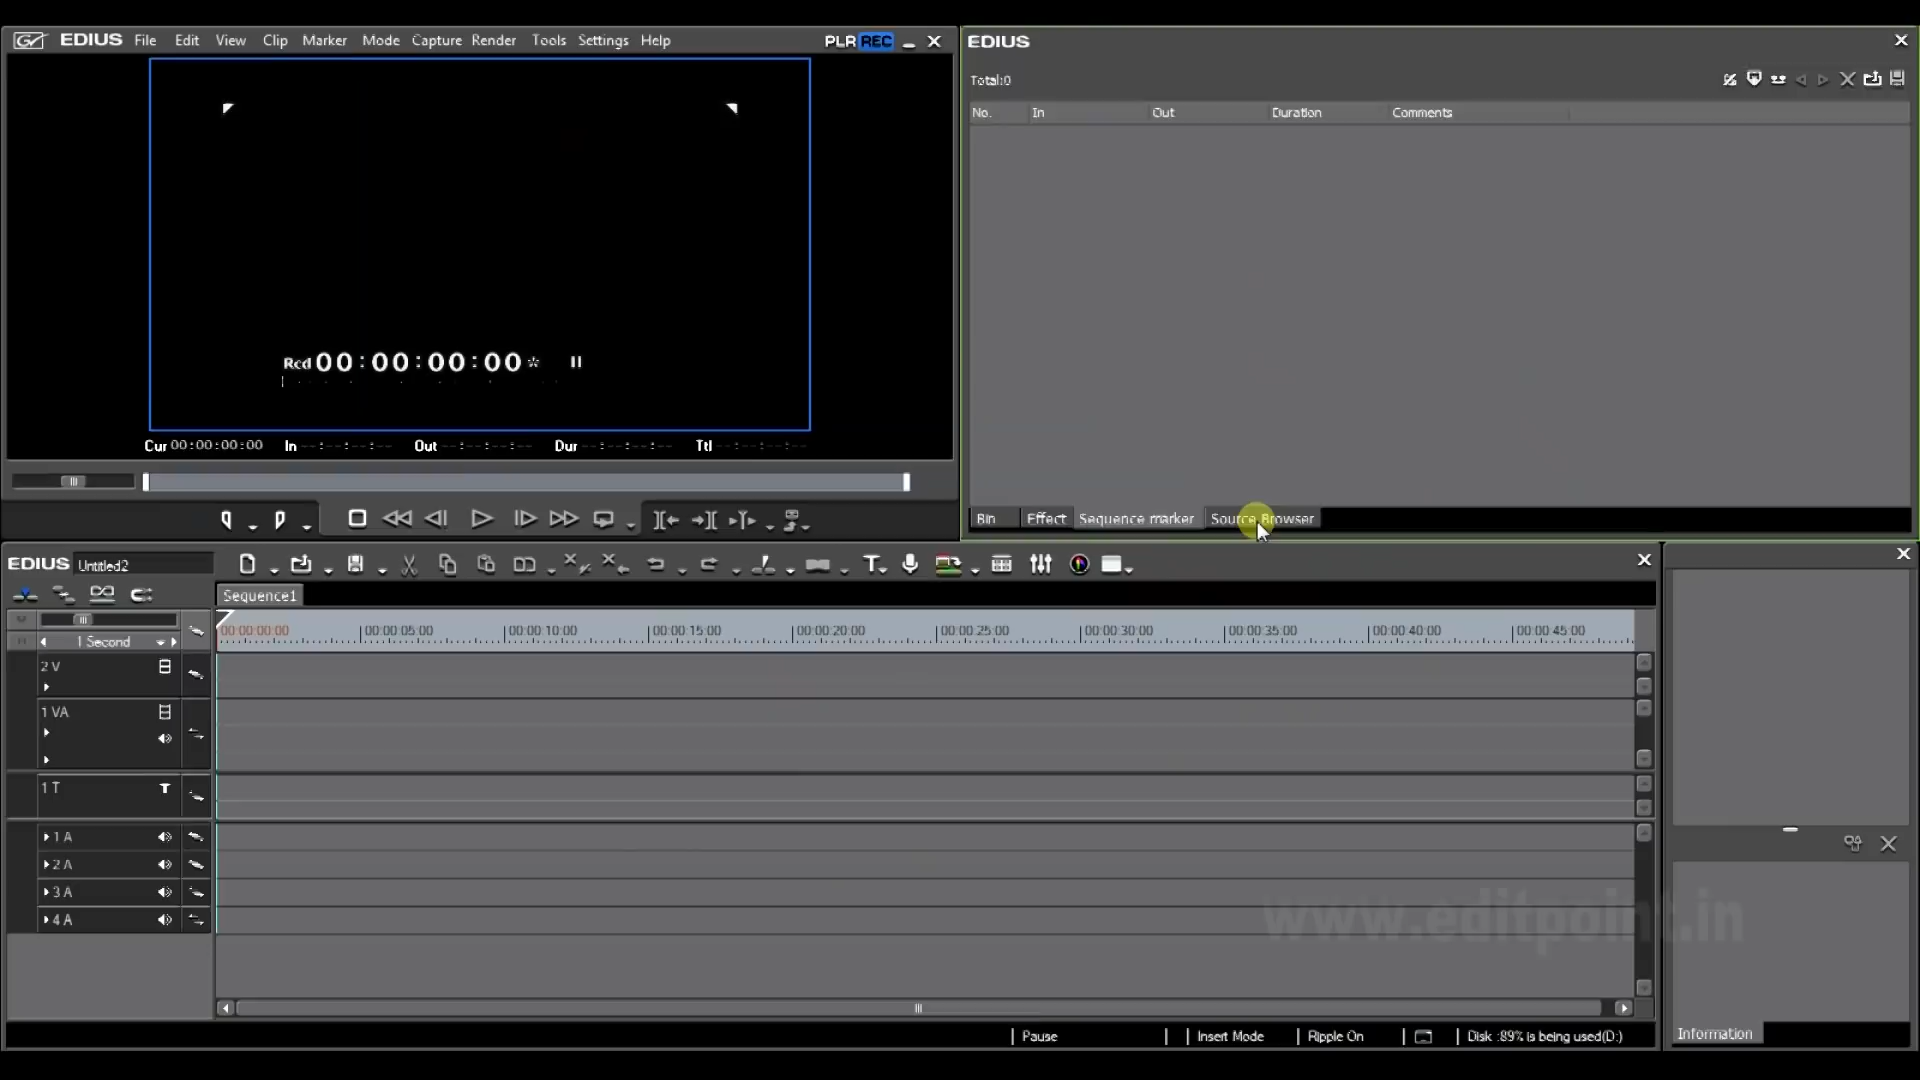 EDIUS File Edit View Clip Marker Mode Capture Render Tools Settings Help PLR REC
EDIUS
Total:0
No. In Out Duration Comments
Rcd 00:00:00:00 *
Cur 00:00:00:00 In --:--:--:-- Out --:--:--:-- Dur --:--:--:-- Ttl --:--:--:--
Bin Effect Sequence marker Source Browser
EDIUS Untitled2
Sequence1
00:00:00:00 00:00:05:00 00:00:10:00 00:00:15:00 00:00:20:00 00:00:25:00 00:00:30:00 00:00:35:00 00:00:40:00 00:00:45:00
1 Second
2 V
1 VA
1 T
1 A
2 A
3 A
4 A
www.editpoint.in
Pause Insert Mode Ripple On Disk :89% is being used(D:)
Information